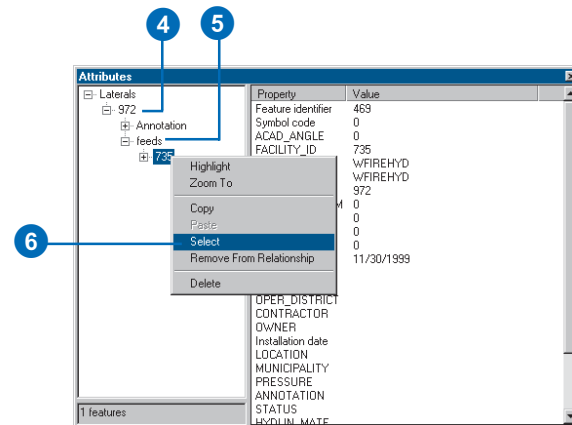 4 5
Attributes
Laterals
972
Annotation
feeds
735
Highlight
Zoom To
Copy
Paste
6
Select
Remove From Relationship
Delete
1 features
Property Value
Feature identifier 469
Symbol code 0
ACAD_ANGLE 0
FACILITY_ID 735
WFIREHYD
WFIREHYD
972
M 0
0
0
0
11/30/1999
OPER_DISTRICT
CONTRACTOR
OWNER
Installation date
LOCATION
MUNICIPALITY
PRESSURE
ANNOTATION
STATUS